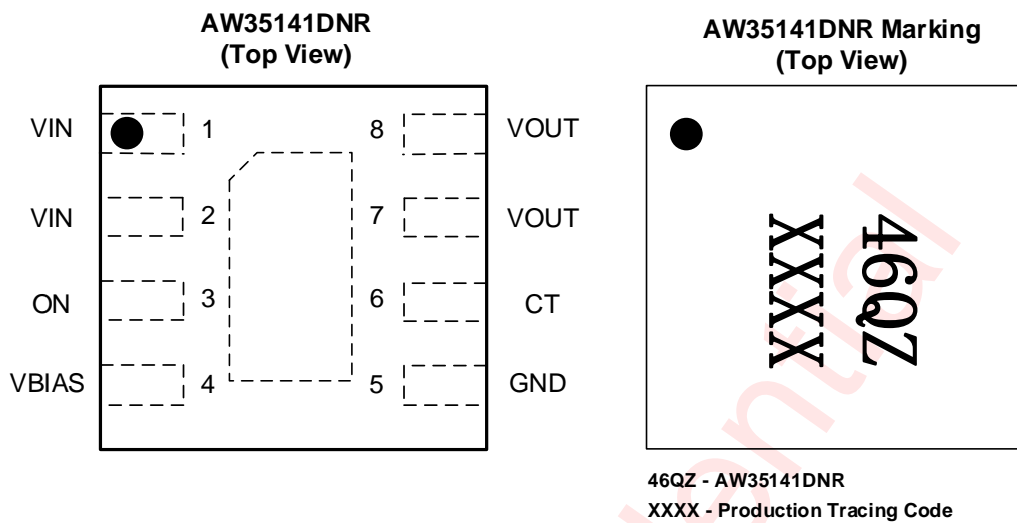 AW35141DNR
(Top View)
VIN 1 8 VOUT
VIN 2 7 VOUT
ON 3 6 CT
VBIAS 4 5 GND
AW35141DNR Marking
(Top View)
46QZ
XXXX
46QZ - AW35141DNR
XXXX - Production Tracing Code